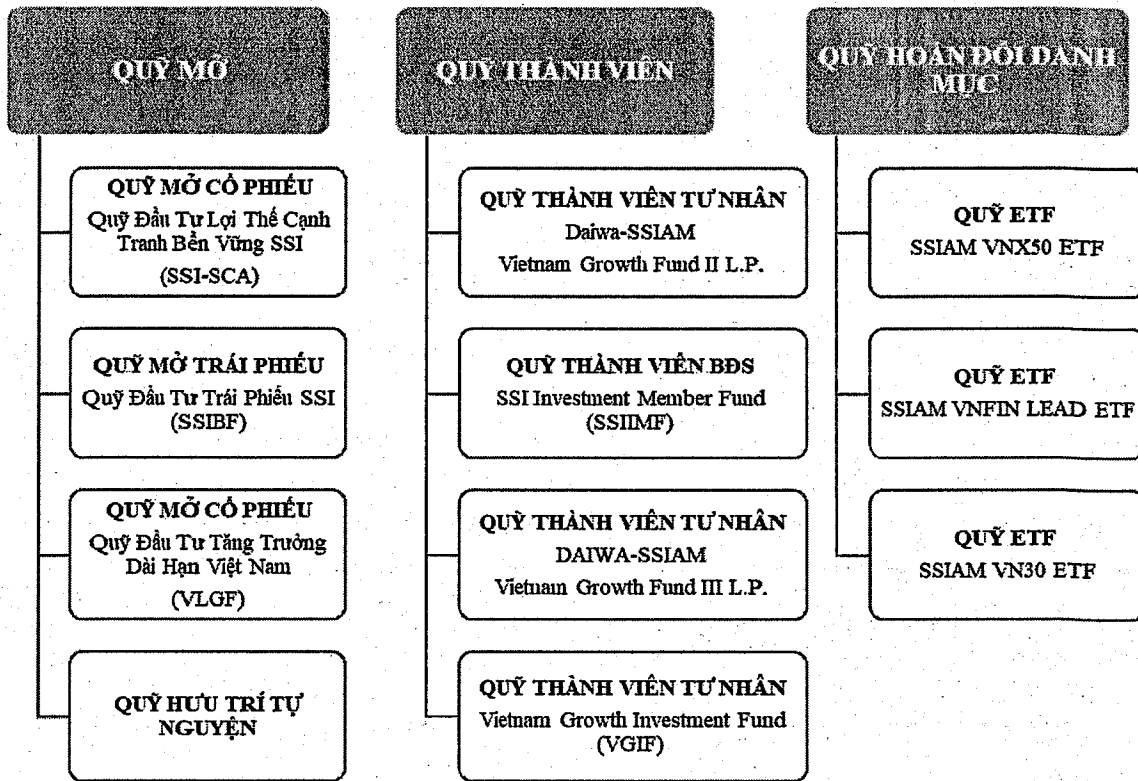 QUỸ MỞ
QUỸ MỞ CỔ PHIẾU
Quỹ Đầu Tư Lợi Thế Cạnh
Tranh Bền Vững SSI
(SSI-SCA)
QUỸ MỞ TRÁI PHIẾU
Quỹ Đầu Tư Trái Phiếu SSI
(SSIBF)
QUỸ MỞ CỔ PHIẾU
Quỹ Đầu Tư Tăng Trưởng
Dài Hạn Việt Nam
(VLGF)
QUỸ HƯU TRÍ TỰ
NGUYỆN
QUỸ THÀNH VIÊN
QUỸ THÀNH VIÊN TƯ NHÂN
Daiwa-SSIAM
Vietnam Growth Fund II L.P.
QUỸ THÀNH VIÊN BĐS
SSI Investment Member Fund
(SSIIMF)
QUỸ THÀNH VIÊN TƯ NHÂN
DAIWA-SSIAM
Vietnam Growth Fund III L.P.
QUỸ THÀNH VIÊN TƯ NHÂN
Vietnam Growth Investment Fund
(VGIF)
QUỸ HOÁN ĐỔI DANH
MỤC
QUỸ ETF
SSIAM VNX50 ETF
QUỸ ETF
SSIAM VNFIN LEAD ETF
QUỸ ETF
SSIAM VN30 ETF